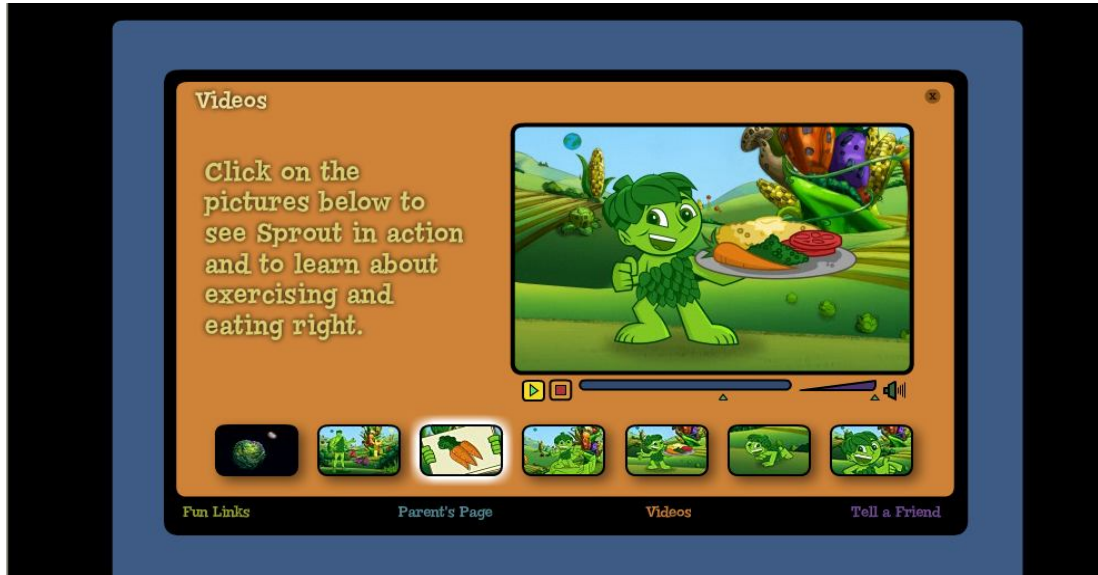 Videos
x
Click on the
pictures below to
see Sprout in action
and to learn about
exercising and
eating right.
Fun Links Parent's Page Videos Tell a Friend